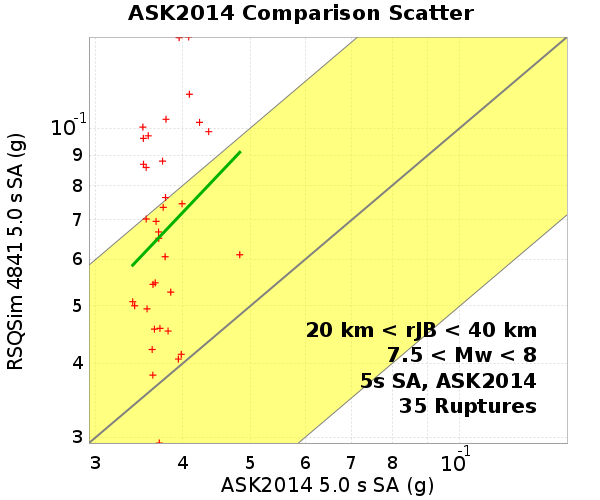 ASK2014 Comparison Scatter
RSQSim 4841 5.0 s SA (g)
10-1
9
8
7
6
5
4
3
20 km < rJB < 40 km
7.5 < Mw < 8
5s SA, ASK2014
35 Ruptures
3 4 5 6 7 8 10-1
ASK2014 5.0 s SA (g)